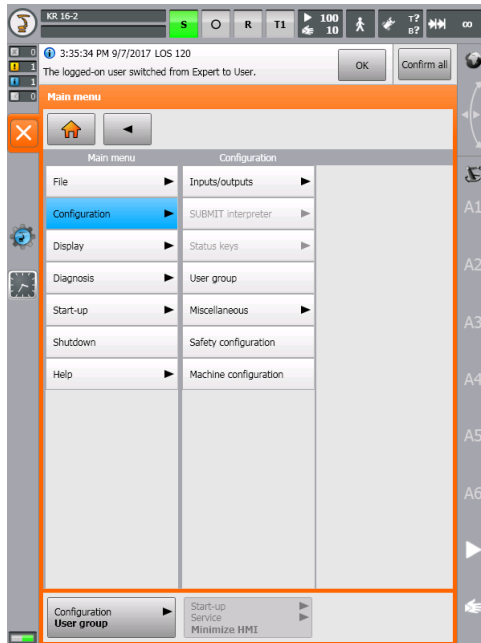 KR 16-2
S
O
R
T1
100
10
T?
B?
∞
0
1
1
0
3:35:34 PM 9/7/2017 LOS 120
The logged-on user switched from Expert to User.
OK
Confirm all
Main menu
Main menu
Configuration
File
Inputs/outputs
Configuration
SUBMIT interpreter
Display
Status keys
Diagnosis
User group
Start-up
Miscellaneous
Shutdown
Safety configuration
Help
Machine configuration
A1
A2
A3
A4
A5
A6
Configuration
User group
Start-up
Service
Minimize HMI